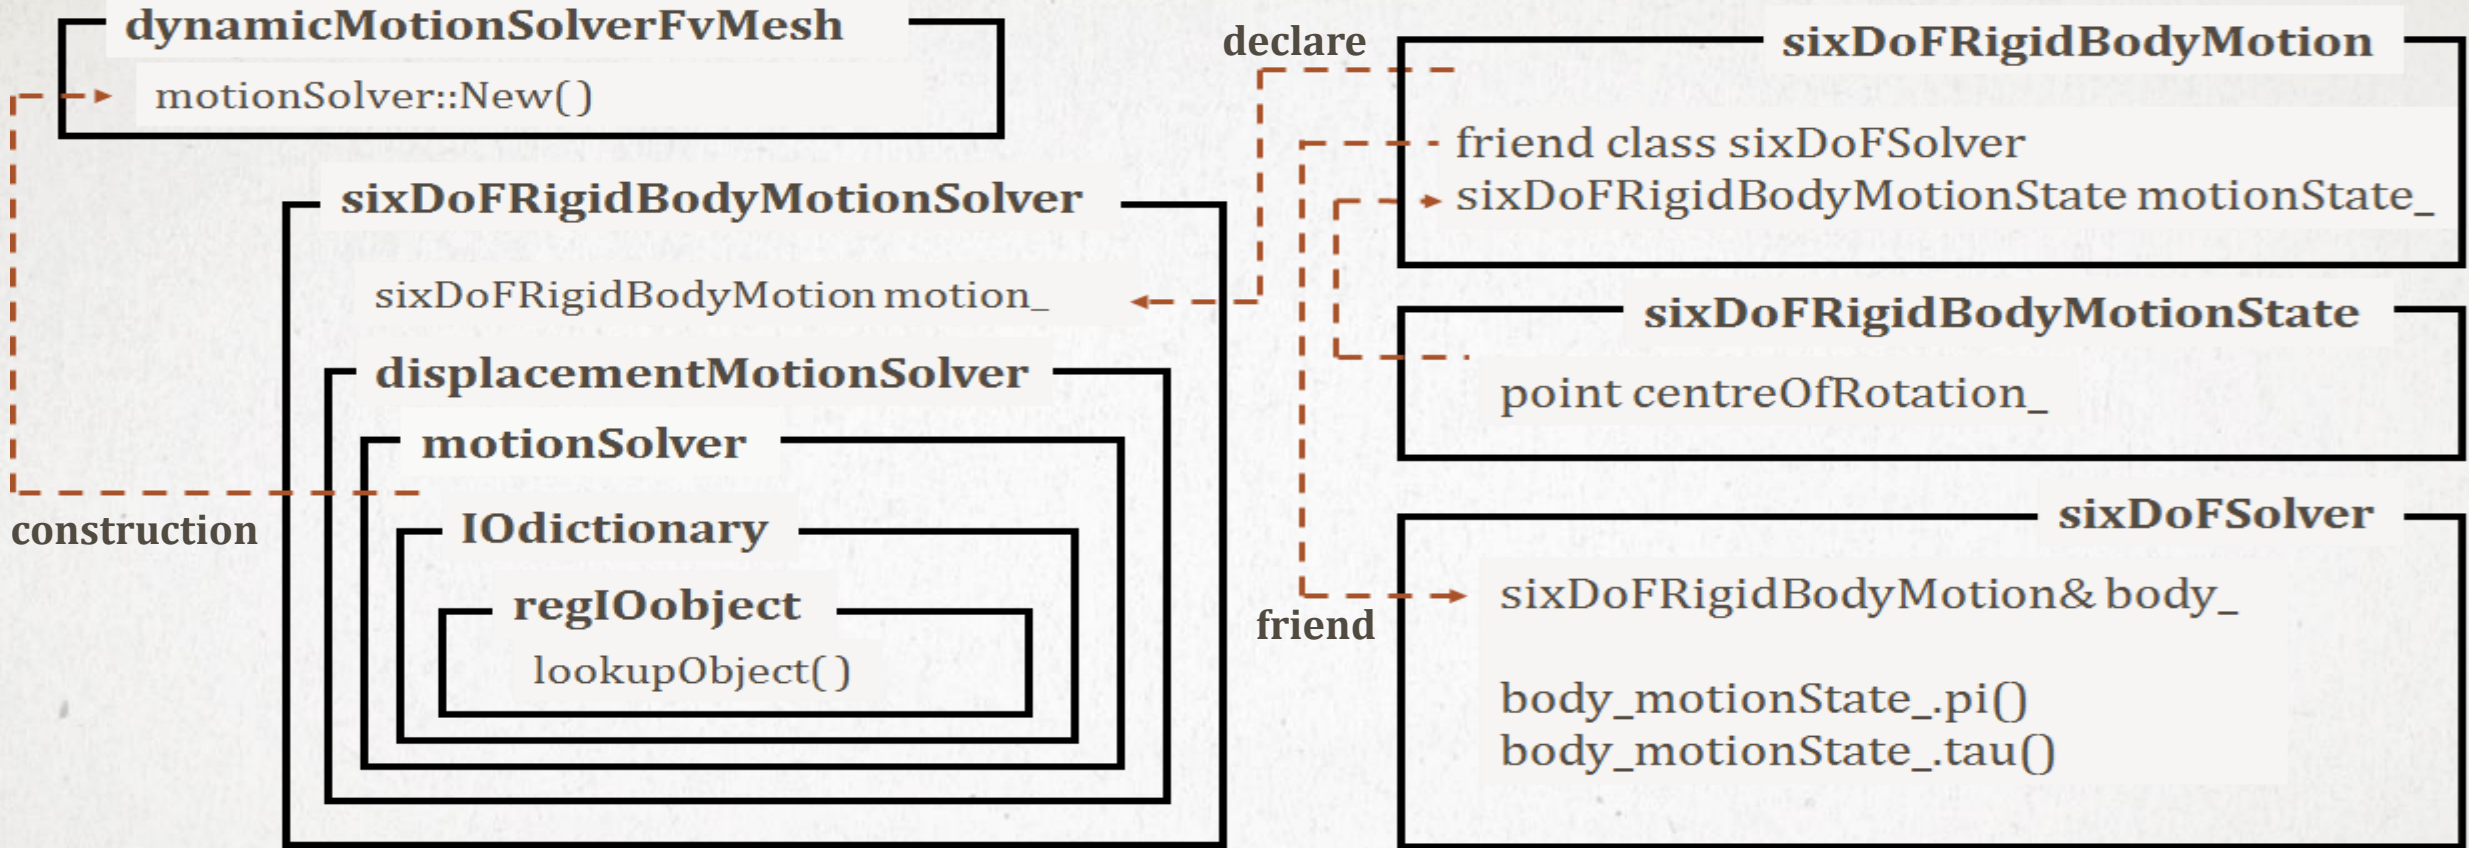 dynamicMotionSolverFvMesh
motionSolver::New()
sixDoFRigidBodyMotionSolver
sixDoFRigidBodyMotion motion_
displacementMotionSolver
motionSolver
construction
IOdictionary
regIOobject
lookupObject()
declare
sixDoFRigidBodyMotion
friend class sixDoFSolver
sixDoFRigidBodyMotionState motionState_
sixDoFRigidBodyMotionState
point centreOfRotation_
sixDoFSolver
friend
sixDoFRigidBodyMotion& body_
body_motionState_.pi()
body_motionState_.tau()